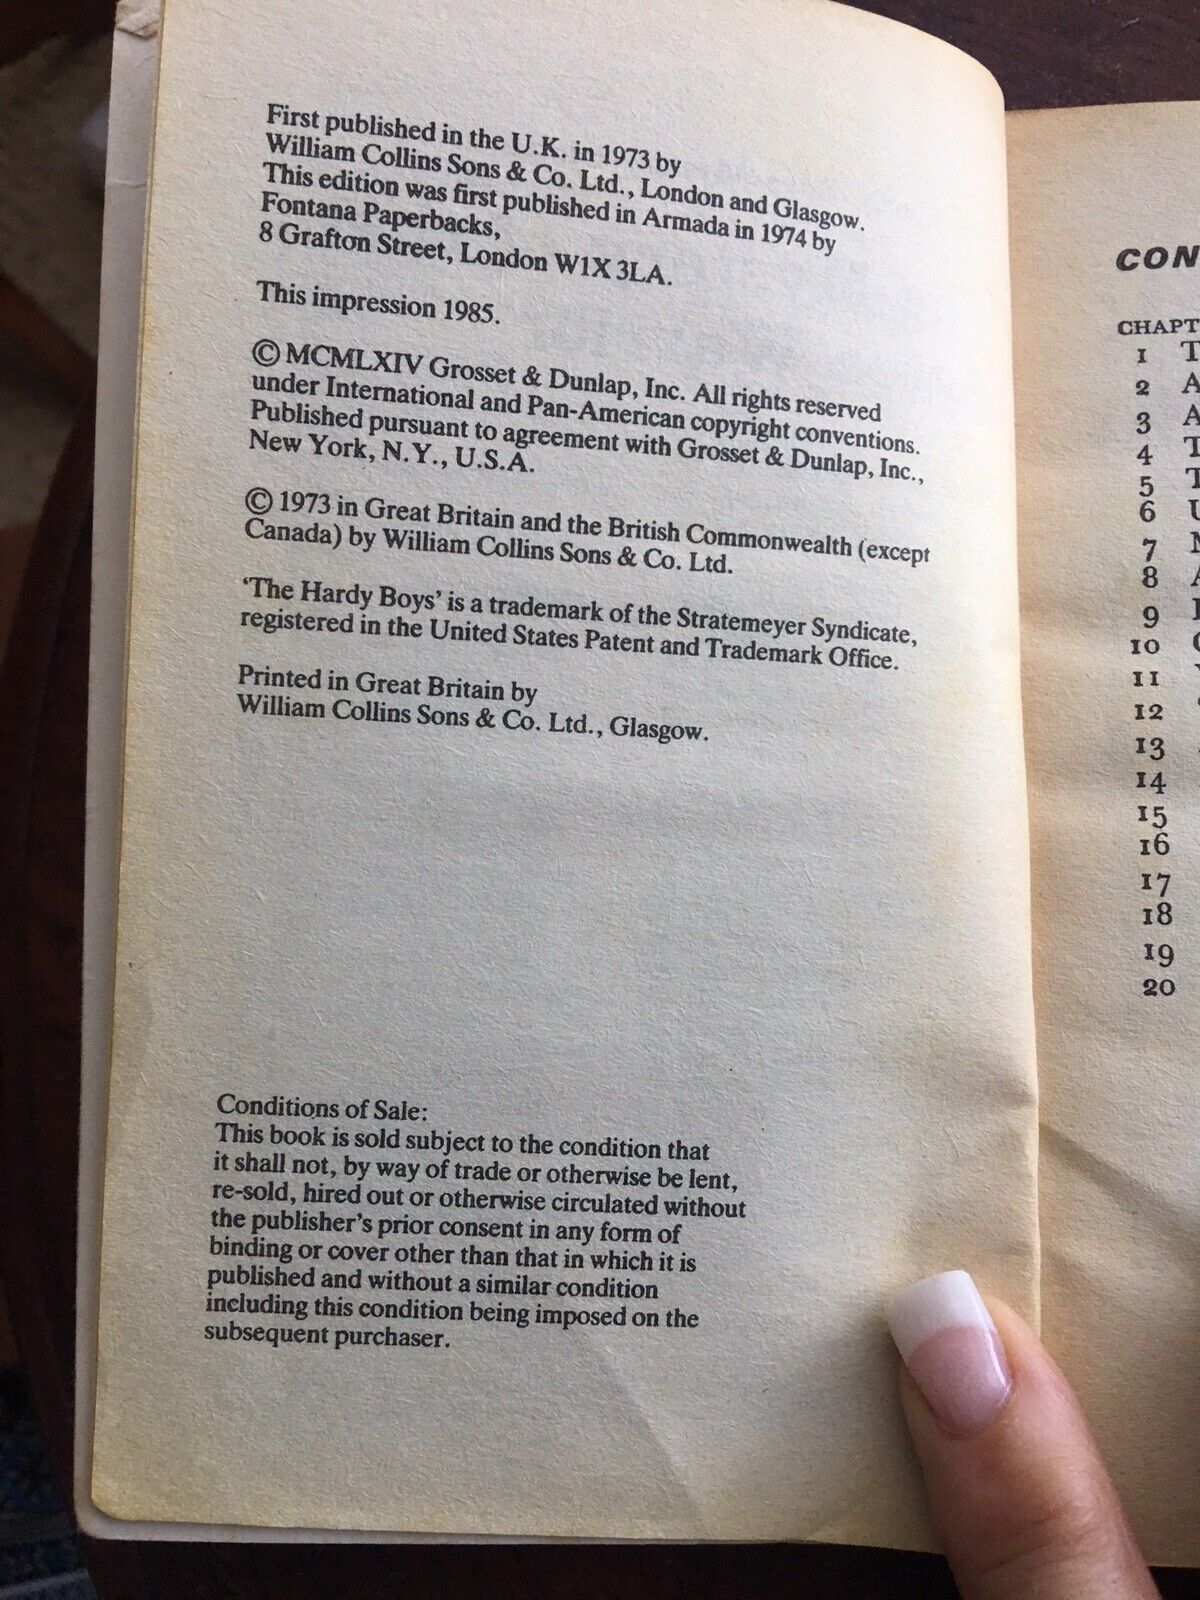 First published in the U.K. in 1973 by
William Collins Sons & Co. Ltd., London and Glasgow.
This edition was first published in Armada in 1974 by
Fontana Paperbacks,
8 Grafton Street, London W1X 3LA.
This impression 1985.
© MCMLXIV Grosset & Dunlap, Inc. All rights reserved
under International and Pan-American copyright conventions.
Published pursuant to agreement with Grosset & Dunlap, Inc.,
New York, N.Y., U.S.A.
© 1973 in Great Britain and the British Commonwealth (except
Canada) by William Collins Sons & Co. Ltd.
'The Hardy Boys' is a trademark of the Stratemeyer Syndicate,
registered in the United States Patent and Trademark Office.
Printed in Great Britain by
William Collins Sons & Co. Ltd., Glasgow.
Conditions of Sale:
This book is sold subject to the condition that
it shall not, by way of trade or otherwise be lent,
re-sold, hired out or otherwise circulated without
the publisher's prior consent in any form of
binding or cover other than that in which it is
published and without a similar condition
including this condition being imposed on the
subsequent purchaser.
CON
CHAPT
1 T
2 A
3 A
4 T
5 T
6 U
7
8 A
9
10
11
12
13
14
15
16
17
18
19
20